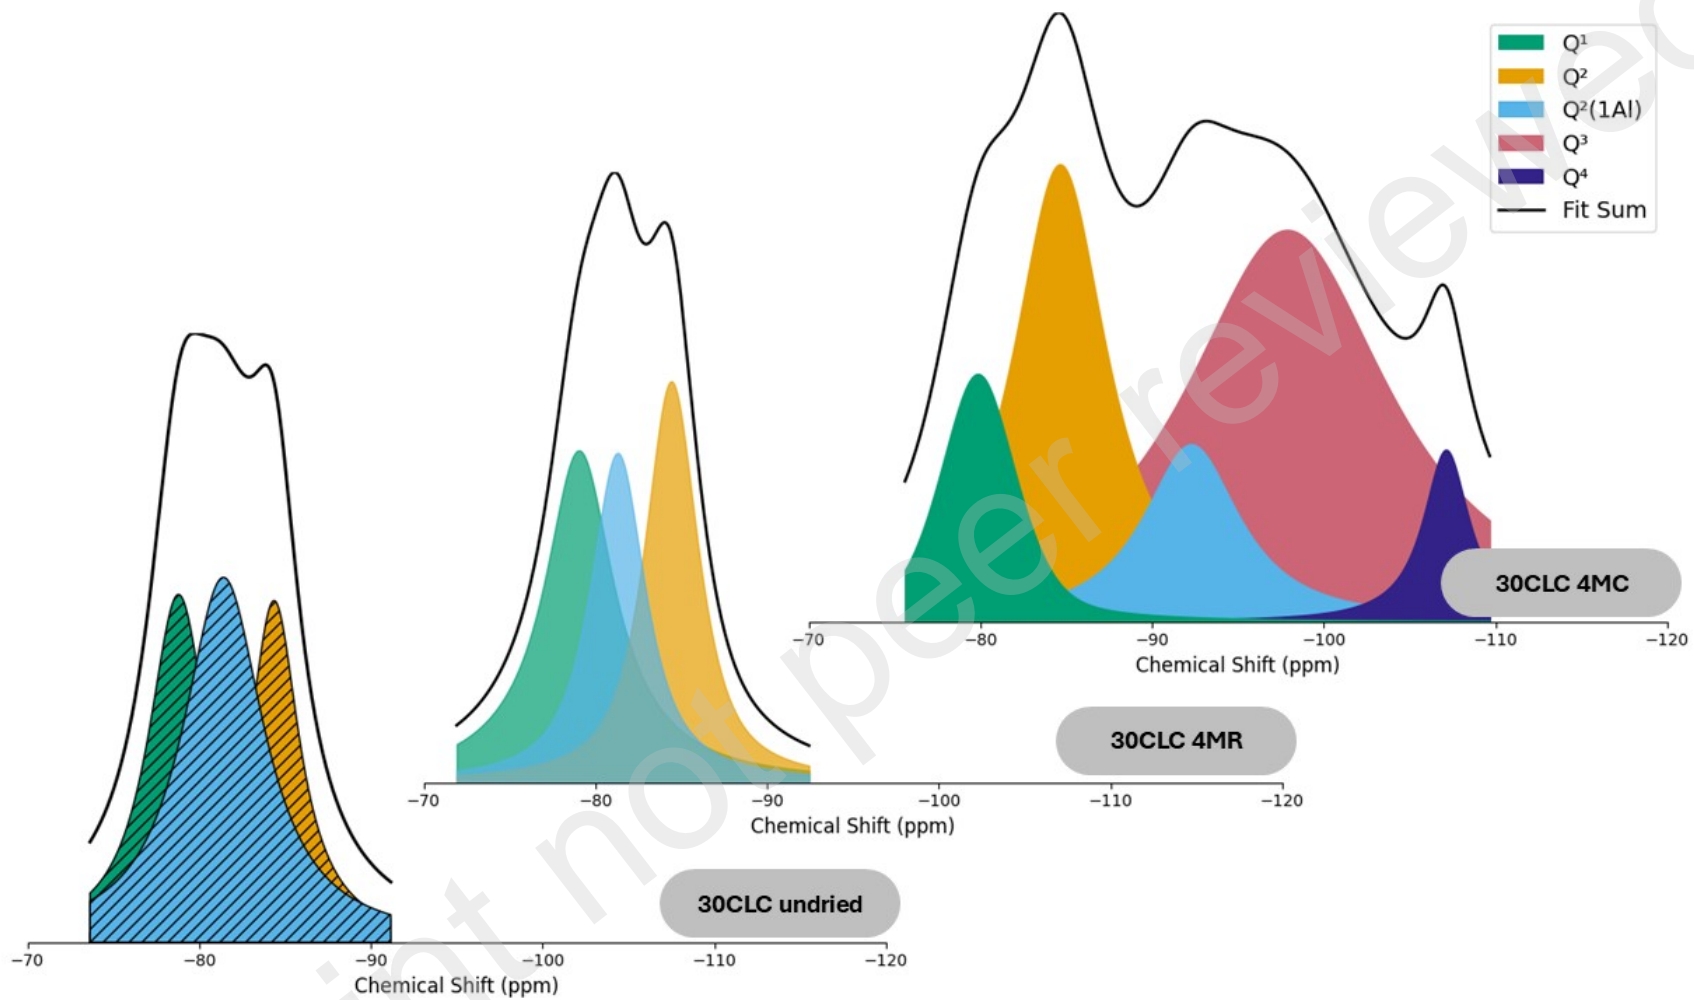 Q¹
Q²
Q²(1Al)
Q³
Q⁴
Fit Sum
30CLC 4MC
−70 −80 −90 −100 −110 −120
Chemical Shift (ppm)
30CLC 4MR
−70 −80 −90 −100 −110 −120
Chemical Shift (ppm)
30CLC undried
−70 −80 −90 −100 −110 −120
Chemical Shift (ppm)
int not peer reviewed